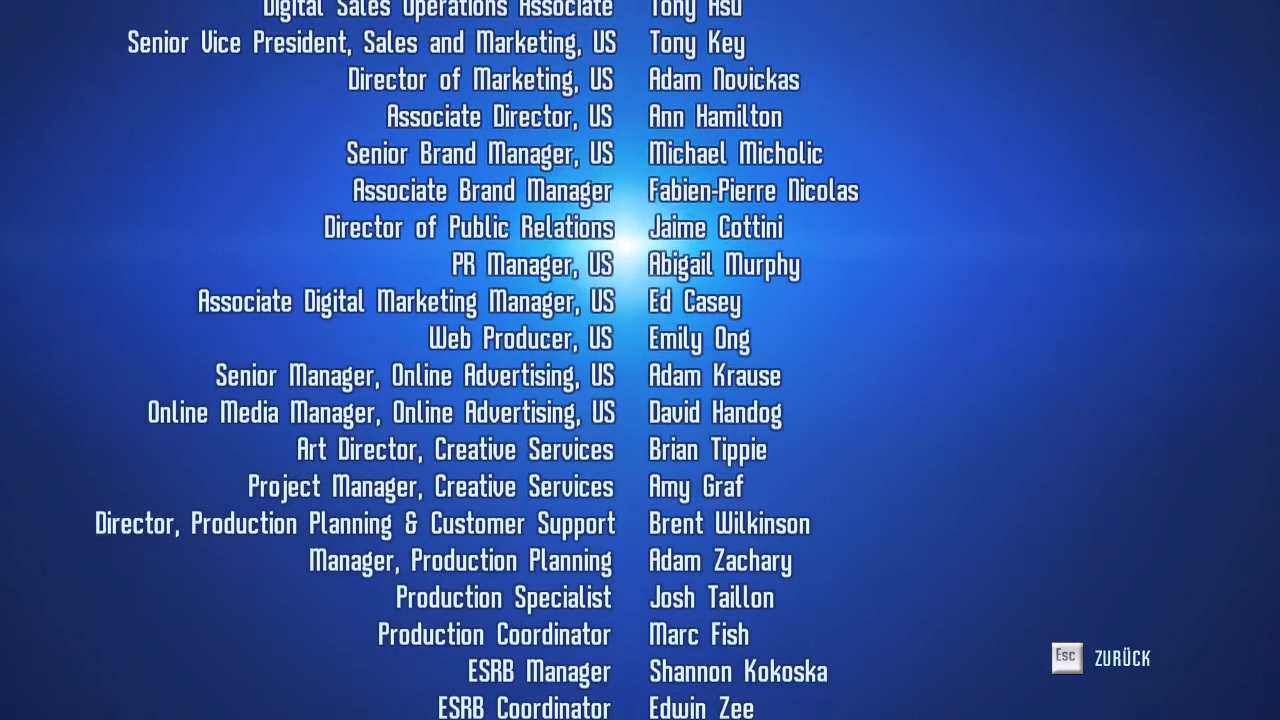 Digital Sales Operations Associate Tony Hsu
Senior Vice President, Sales and Marketing, US Tony Key
Director of Marketing, US Adam Novickas
Associate Director, US Ann Hamilton
Senior Brand Manager, US Michael Micholic
Associate Brand Manager Fabien-Pierre Nicolas
Director of Public Relations Jaime Cottini
PR Manager, US Abigail Murphy
Associate Digital Marketing Manager, US Ed Casey
Web Producer, US Emily Ong
Senior Manager, Online Advertising, US Adam Krause
Online Media Manager, Online Advertising, US David Handog
Art Director, Creative Services Brian Tippie
Project Manager, Creative Services Amy Graf
Director, Production Planning & Customer Support Brent Wilkinson
Manager, Production Planning Adam Zachary
Production Specialist Josh Taillon
Production Coordinator Marc Fish
Esc ZURÜCK
ESRB Manager Shannon Kokoska
ESRB Coordinator Edwin Zee